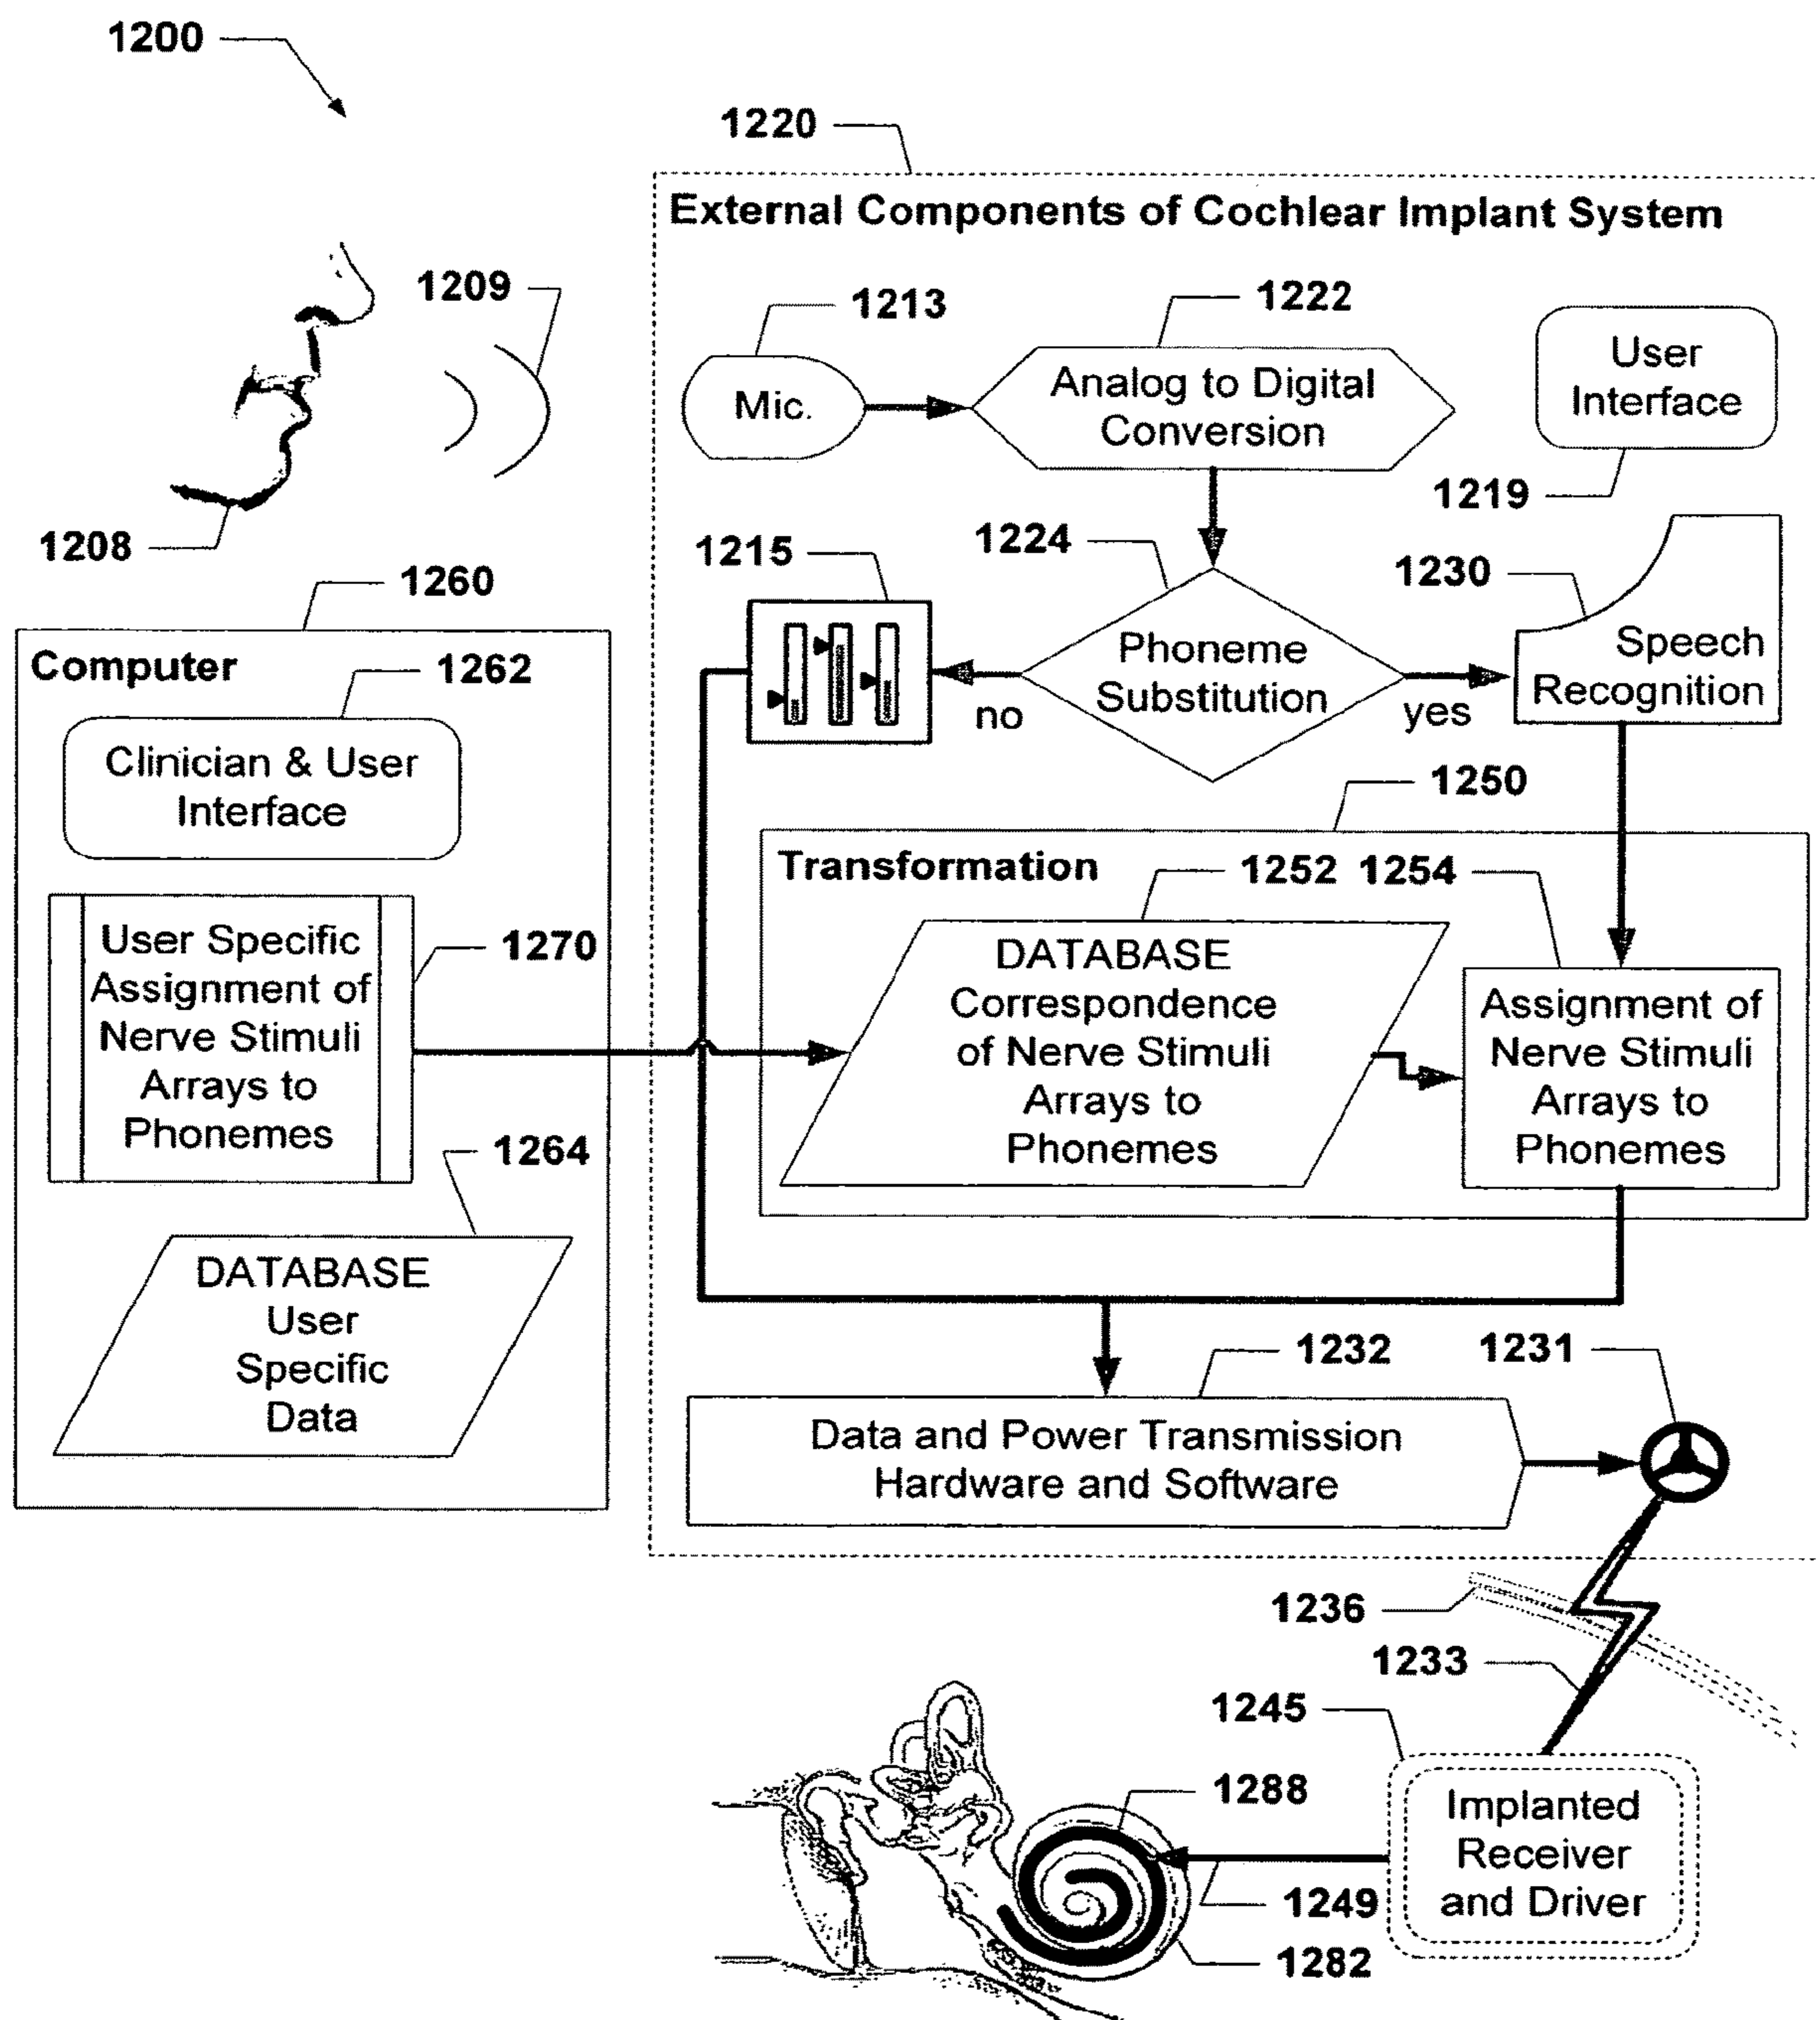 1200
1220
External Components of Cochlear Implant System
1209
1213
1222
Mic.
Analog to Digital
Conversion
User
Interface
1219
1208
1215
1224
1230
1260
Computer
1262
Clinician & User
Interface
Phoneme
Substitution
no
yes
Speech
Recognition
1250
Transformation
1252
1254
User Specific
Assignment of
Nerve Stimuli
Arrays to
Phonemes
1270
DATABASE
Correspondence
of Nerve Stimuli
Arrays to
Phonemes
Assignment of
Nerve Stimuli
Arrays to
Phonemes
1264
DATABASE
User
Specific
Data
1232
1231
Data and Power Transmission
Hardware and Software
1236
1233
1245
1288
Implanted
Receiver
and Driver
1249
1282